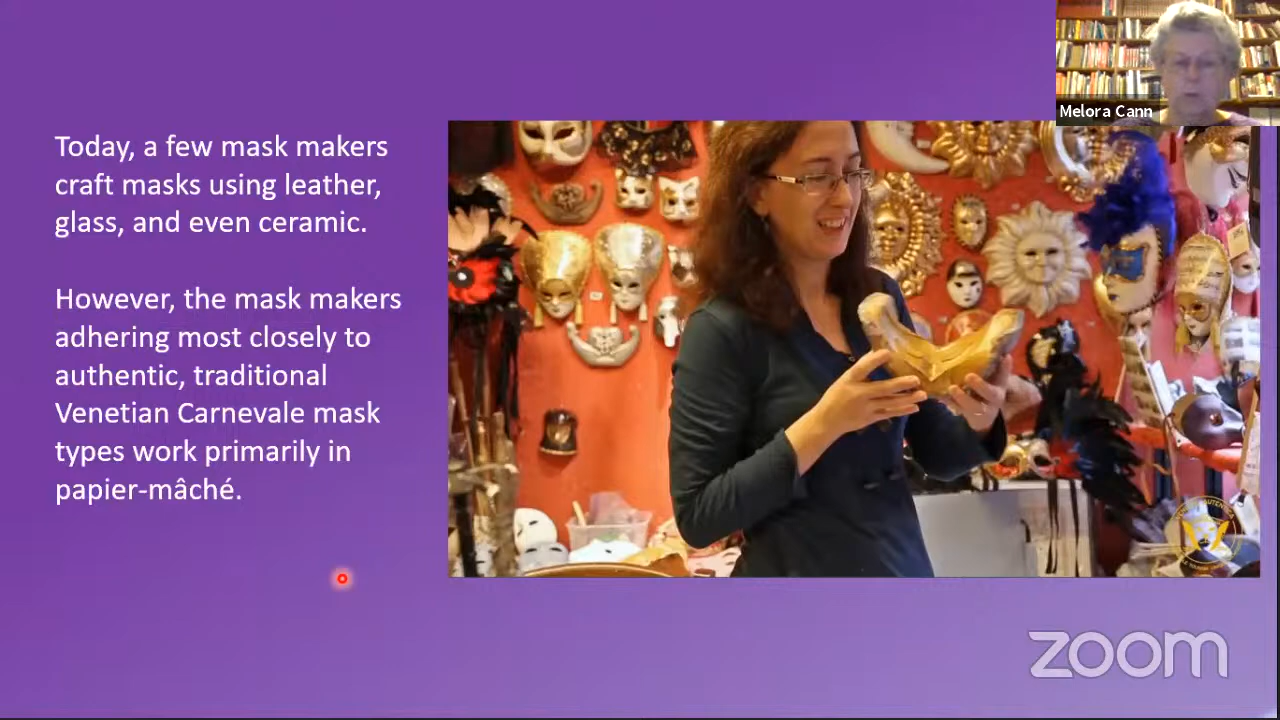 Melora Cann
Today, a few mask makers
craft masks using leather,
glass, and even ceramic.
However, the mask makers
adhering most closely to
authentic, traditional
Venetian Carnevale mask
types work primarily in
papier-mâché.
zoom